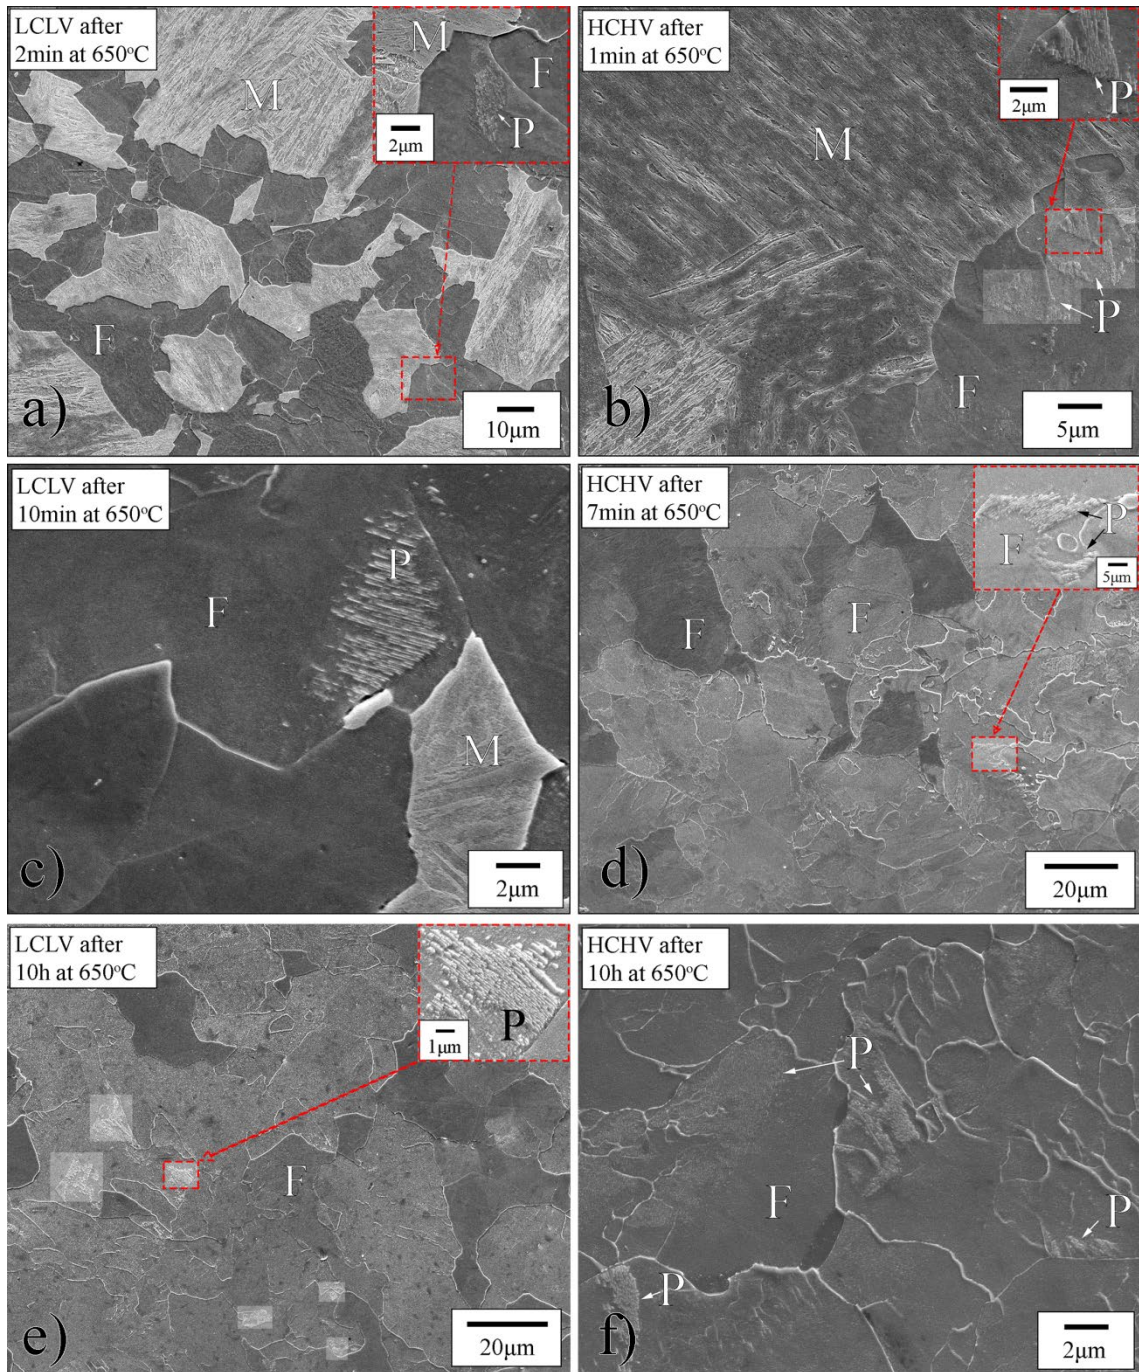 LCLV after
2min at 650°C
M
M
F
P
2μm
F
10μm
a)
HCHV after
1min at 650°C
P
2μm
M
P
F
5μm
b)
LCLV after
10min at 650°C
P
F
M
2μm
c)
HCHV after
7min at 650°C
P
F
5μm
F
F
20μm
d)
LCLV after
10h at 650°C
P
1μm
F
20μm
e)
HCHV after
10h at 650°C
P
F
P
P
2μm
f)